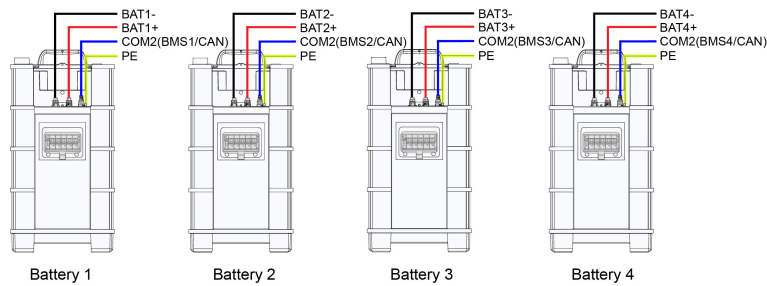 BAT1-
BAT1+
COM2(BMS1/CAN)
PE
BAT2-
BAT2+
COM2(BMS2/CAN)
PE
BAT3-
BAT3+
COM2(BMS3/CAN)
PE
BAT4-
BAT4+
COM2(BMS4/CAN)
PE
Battery 1
Battery 2
Battery 3
Battery 4